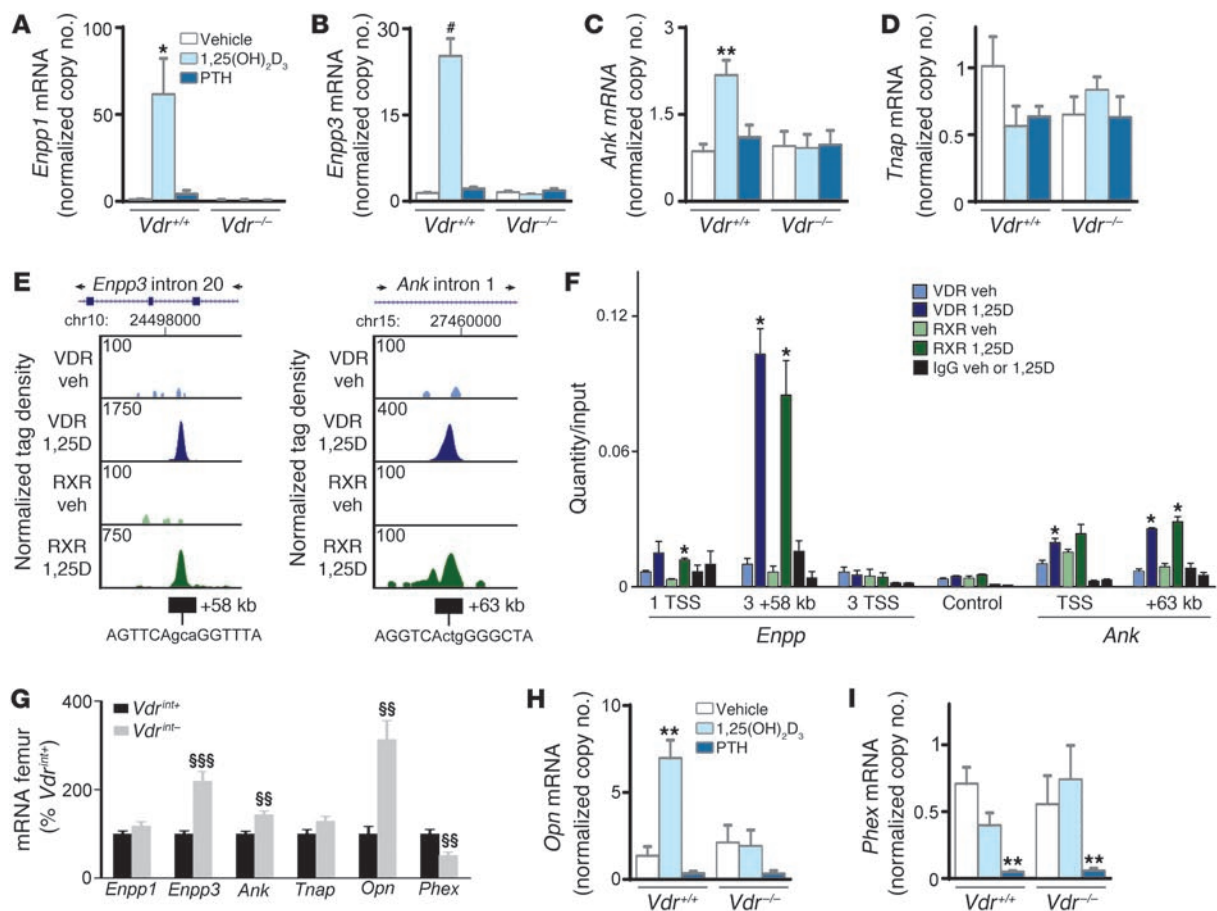 A
Enpp1 mRNA
(normalized copy no.)
100
50
0
*
Vehicle
1,25(OH)2D3
PTH
Vdr+/+
Vdr–/–
B
Enpp3 mRNA
(normalized copy no.)
30
15
0
#
Vdr+/+
Vdr–/–
C
Ank mRNA
(normalized copy no.)
3
1.5
0
**
Vdr+/+
Vdr–/–
D
Tnap mRNA
(normalized copy no.)
1
0.5
0
Vdr+/+
Vdr–/–
E
Enpp3 intron 20
chr10: 24498000
Normalized tag density
VDR
veh
100
VDR
1,25D
1750
RXR
veh
100
RXR
1,25D
750
+58 kb
AGTTCAgcaGGTTTA
Ank intron 1
chr15: 27460000
Normalized tag density
VDR
veh
100
VDR
1,25D
400
RXR
veh
100
RXR
1,25D
100
+63 kb
AGGTCActgGGGCTA
F
Quantity/input
0.12
0.06
0
VDR veh
VDR 1,25D
RXR veh
RXR 1,25D
IgG veh or 1,25D
* * * * * *
1 TSS 3 +58 kb 3 TSS Control TSS +63 kb
Enpp Ank
G
mRNA femur
(% Vdrint+)
400
200
0
Vdrint+
Vdrint–
§§§ §§ §§ §§
Enpp1 Enpp3 Ank Tnap Opn Phex
H
Opn mRNA
(normalized copy no.)
10
5
0
**
Vehicle
1,25(OH)2D3
PTH
Vdr+/+
Vdr–/–
I
Phex mRNA
(normalized copy no.)
1
0.5
0
** **
Vdr+/+
Vdr–/–